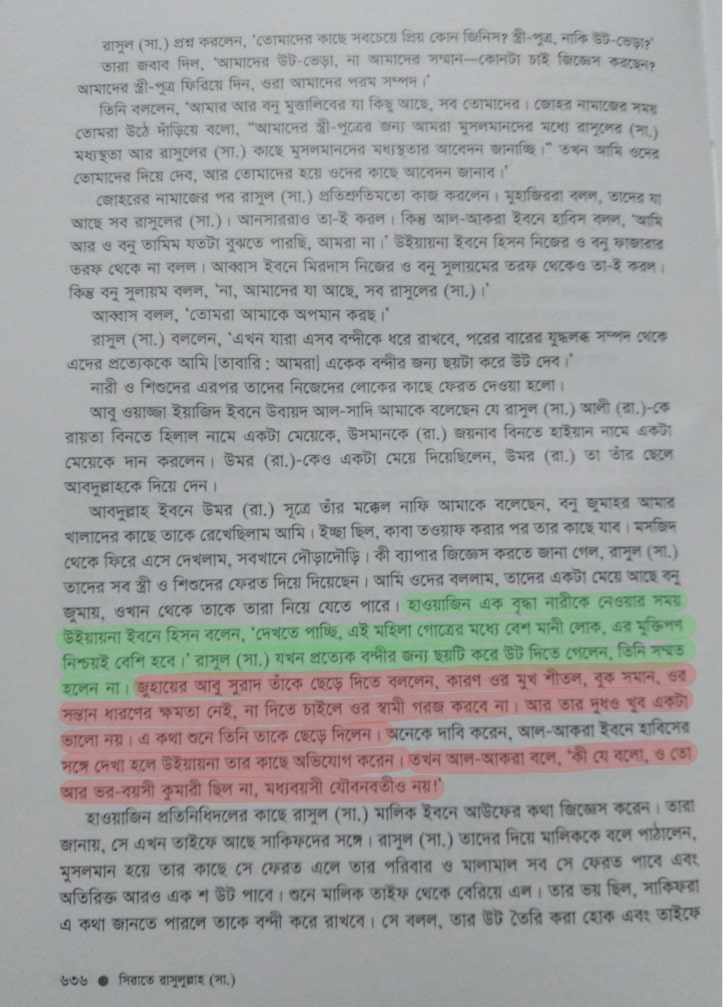 রাসুল (সা.) প্রশ্ন করলেন, ‘তোমাদের কাছে সবচেয়ে প্রিয় কোন জিনিস? স্ত্রী-পুত্র, নাকি উট-ভেড়া?’
তারা জবাব দিল, ‘আমাদের উট-ভেড়া, না আমাদের সম্মান—কোনটা চাই জিজ্ঞেস করছেন?
আমাদের স্ত্রী-পুত্র ফিরিয়ে দিন, ওরা আমাদের পরম সম্পদ।’
তিনি বললেন, ‘আমার আর বনু মুত্তালিবের যা কিছু আছে, সব তোমাদের। জোহর নামাজের সময়
তোমরা উঠে দাঁড়িয়ে বলো, “আমাদের স্ত্রী-পুত্রের জন্য আমরা মুসলমানদের মধ্যে রাসুলের (সা.)
মধ্যস্থতা আর রাসুলের (সা.) কাছে মুসলমানদের মধ্যস্থতার আবেদন জানাচ্ছি।” তখন আমি ওদের
তোমাদের দিয়ে দেব, আর তোমাদের হয়ে ওদের কাছে আবেদন জানাব।’
জোহরের নামাজের পর রাসুল (সা.) প্রতিশ্রুতিমতো কাজ করলেন। মুহাজিররা বলল, তাদের যা
আছে সব রাসুলের (সা.)। আনসাররাও তা-ই করল। কিন্তু আল-আকরা ইবনে হাবিস বলল, ‘আমি
আর ও বনু তামিম যতটা বুঝতে পারছি, আমরা না।’ উইয়ায়না ইবনে হিসন নিজের ও বনু ফাজারার
তরফ থেকে না বলল। আব্বাস ইবনে মিরদাস নিজের ও বনু সুলায়মের তরফ থেকেও তা-ই করল।
কিন্তু বনু সুলায়ম বলল, ‘না, আমাদের যা আছে, সব রাসুলের (সা.)।’
আব্বাস বলল, ‘তোমরা আমাকে অপমান করছ।’
রাসুল (সা.) বললেন, ‘এখন যারা এসব বন্দীকে ধরে রাখবে, পরের বারের যুদ্ধলব্ধ সম্পদ থেকে
এদের প্রত্যেককে আমি [তাবারি : আমরা] একেক বন্দীর জন্য ছয়টা করে উট দেব।’
নারী ও শিশুদের এরপর তাদের নিজেদের লোকের কাছে ফেরত দেওয়া হলো।
আবু ওয়াজ্জা ইয়াজিদ ইবনে উবায়দ আল-সাদি আমাকে বলেছেন যে রাসুল (সা.) আলী (রা.)-কে
রায়তা বিনতে হিলাল নামে একটা মেয়েকে, উসমানকে (রা.) জয়নাব বিনতে হাইয়ান নামে একটা
মেয়েকে দান করলেন। উমর (রা.)-কেও একটা মেয়ে দিয়েছিলেন, উমর (রা.) তা তাঁর ছেলে
আবদুল্লাহকে দিয়ে দেন।
আবদুল্লাহ ইবনে উমর (রা.) সূত্রে তাঁর মক্কেল নাফি আমাকে বলেছেন, বনু জুমাহর আমার
খালাদের কাছে তাকে রেখেছিলাম আমি। ইচ্ছা ছিল, কাবা তওয়াফ করার পর তার কাছে যাব। মসজিদ
থেকে ফিরে এসে দেখলাম, সবখানে দৌড়াদৌড়ি। কী ব্যাপার জিজ্ঞেস করতে জানা গেল, রাসুল (সা.)
তাদের সব স্ত্রী ও শিশুদের ফেরত দিয়ে দিয়েছেন। আমি ওদের বললাম, তাদের একটা মেয়ে আছে বনু
জুমায়, ওখান থেকে তাকে তারা নিয়ে যেতে পারে। হাওয়াজিন এক বৃদ্ধা নারীকে নেওয়ার সময়
উইয়ায়না ইবনে হিসন বলেন, ‘দেখতে পাচ্ছি, এই মহিলা গোত্রের মধ্যে বেশ মানী লোক, এর মুক্তিপণ
নিশ্চয়ই বেশি হবে।’ রাসুল (সা.) যখন প্রত্যেক বন্দীর জন্য ছয়টি করে উট দিতে গেলেন, তিনি সম্মত
হলেন না। জুহায়ের আবু সুরাদ তাঁকে ছেড়ে দিতে বললেন, কারণ ওর মুখ শীতল, বুক সমান, ওর
সন্তান ধারণের ক্ষমতা নেই, না দিতে চাইলে ওর স্বামী গরজ করবে না। আর তার দুধও খুব একটা
ভালো নয়। এ কথা শুনে তিনি তাকে ছেড়ে দিলেন। অনেকে দাবি করেন, আল-আকরা ইবনে হাবিসের
সঙ্গে দেখা হলে উইয়ায়না তার কাছে অভিযোগ করেন। তখন আল-আকরা বলে, ‘কী যে বলো, ও তো
আর ভর-বয়সী কুমারী ছিল না, মধ্যবয়সী যৌবনবতীও নয়!’
হাওয়াজিন প্রতিনিধিদলের কাছে রাসুল (সা.) মালিক ইবনে আউফের কথা জিজ্ঞেস করেন। তারা
জানায়, সে এখন তাইফে আছে সাকিফদের সঙ্গে। রাসুল (সা.) তাদের দিয়ে মালিককে বলে পাঠালেন,
মুসলমান হয়ে তার কাছে সে ফেরত এলে তার পরিবার ও মালামাল সব সে ফেরত পাবে এবং
অতিরিক্ত আরও এক শ উট পাবে। শুনে মালিক তাইফ থেকে বেরিয়ে এল। তার ভয় ছিল, সাকিফরা
এ কথা জানতে পারলে তাকে বন্দী করে রাখবে। সে বলল, তার উট তৈরি করা হোক এবং তাইফে
৬৩৬ ● সিরাতে রাসুলুল্লাহ (সা.)